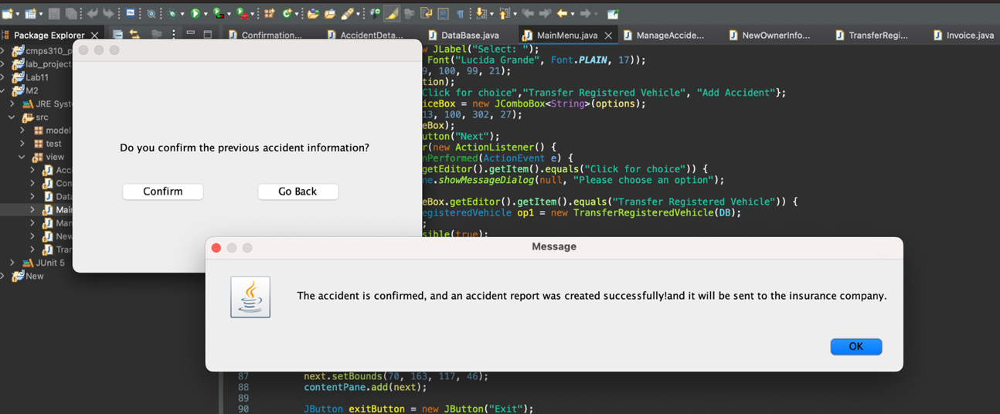 Package Explorer
Confirmation...
AccidentDeta...
DataBase.java
MainMenu.java
ManageAccide...
NewOwnerInfo...
TransferRegi...
Invoice.java
cmps310_p
lab_project
Lab11
M2
JRE Syst
src
model
test
view
Acc
Con
Data
Main
Man
New
Tran
JUnit 5
New
w JLabel("Select: ");
Font("Lucida Grande", Font.PLAIN, 17));
9, 100, 99, 21);
tion);
Click for choice","Transfer Registered Vehicle", "Add Accident"};
iceBox = new JComboBox<String>(options);
13, 100, 302, 27);
eBox);
utton("Next");
r(new ActionListener() {
nPerformed(ActionEvent e) {
getEditor().getItem().equals("Click for choice")) {
ne.showMessageDialog(null, "Please choose an option");
eBox.getEditor().getItem().equals("Transfer Registered Vehicle")) {
egisteredVehicle op1 = new TransferRegisteredVehicle(DB);
;
sible(true);
Do you confirm the previous accident information?
Confirm Go Back
Message
The accident is confirmed, and an accident report was created successfully!and it will be sent to the insurance company.
OK
87 next.setBounds(70, 163, 117, 46);
88 contentPane.add(next);
89
90 JButton exitButton = new JButton("Exit");